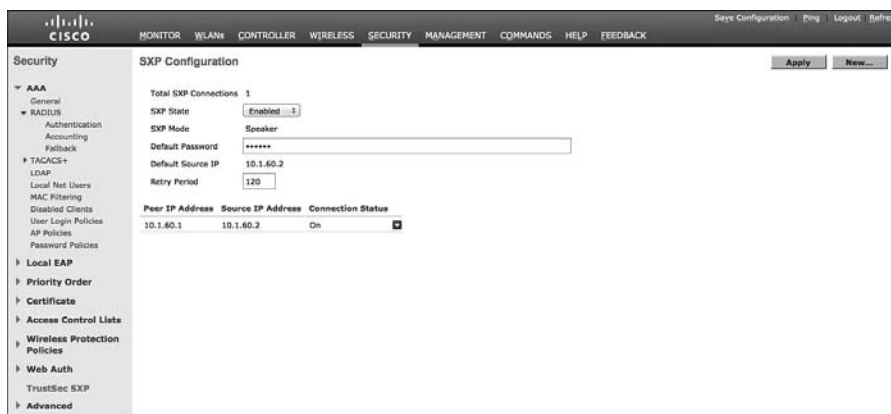 Save Configuration Ping Logout Refre
CISCO
MONITOR WLANs CONTROLLER WIRELESS SECURITY MANAGEMENT COMMANDS HELP FEEDBACK
Security
AAA
General
RADIUS
Authentication
Accounting
Fallback
TACACS+
LDAP
Local Net Users
MAC Filtering
Disabled Clients
User Login Policies
AP Policies
Password Policies
Local EAP
Priority Order
Certificate
Access Control Lists
Wireless Protection
Policies
Web Auth
TrustSec SXP
Advanced
SXP Configuration
Apply New...
Total SXP Connections 1
SXP State Enabled
SXP Mode Speaker
Default Password ••••••
Default Source IP 10.1.60.2
Retry Period 120
Peer IP Address Source IP Address Connection Status
10.1.60.1 10.1.60.2 On